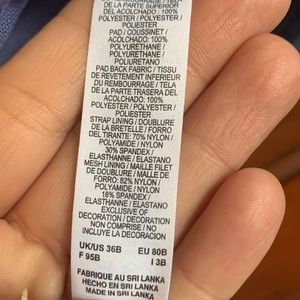 DE LA PARTE SUPERIOR
DEL ACOLCHADO: 100%
POLYESTER / POLYESTER /
POLIESTER
PAD / COUSSINET /
ACOLCHADO: 100%
POLYURETHANE /
POLYURÉTHANE /
POLIURETANO
PAD BACK FABRIC / TISSU
DE REVETEMENT INFERIEUR
DU REMBOURRAGE / TELA
DE LA PARTE TRASERA DEL
ACOLCHADO: 100%
POLYESTER / POLYESTER /
POLIESTER
STRAP LINING / DOUBLURE
DE LA BRETELLE / FORRO
DEL TIRANTE: 70% NYLON /
POLYAMIDE / NYLON
30% SPANDEX /
ELASTHANNE / ELASTANO
MESH LINING / MAILLE FILET
DE DOUBLURE / FORRO
DE MALLA: 82% NYLON /
POLYAMIDE / NYLON
18% SPANDEX /
ELASTHANNE / ELASTANO
EXCLUSIVE OF
DECORATION / DECORATION
NON COMPRISE /
DECORACION NO INCLUIDA
UK/US 36B EU 80B
F 95B I 3B
FABRIQUE AU SRI LANKA
HECHO EN SRI LANKA
MADE IN SRI LANKA